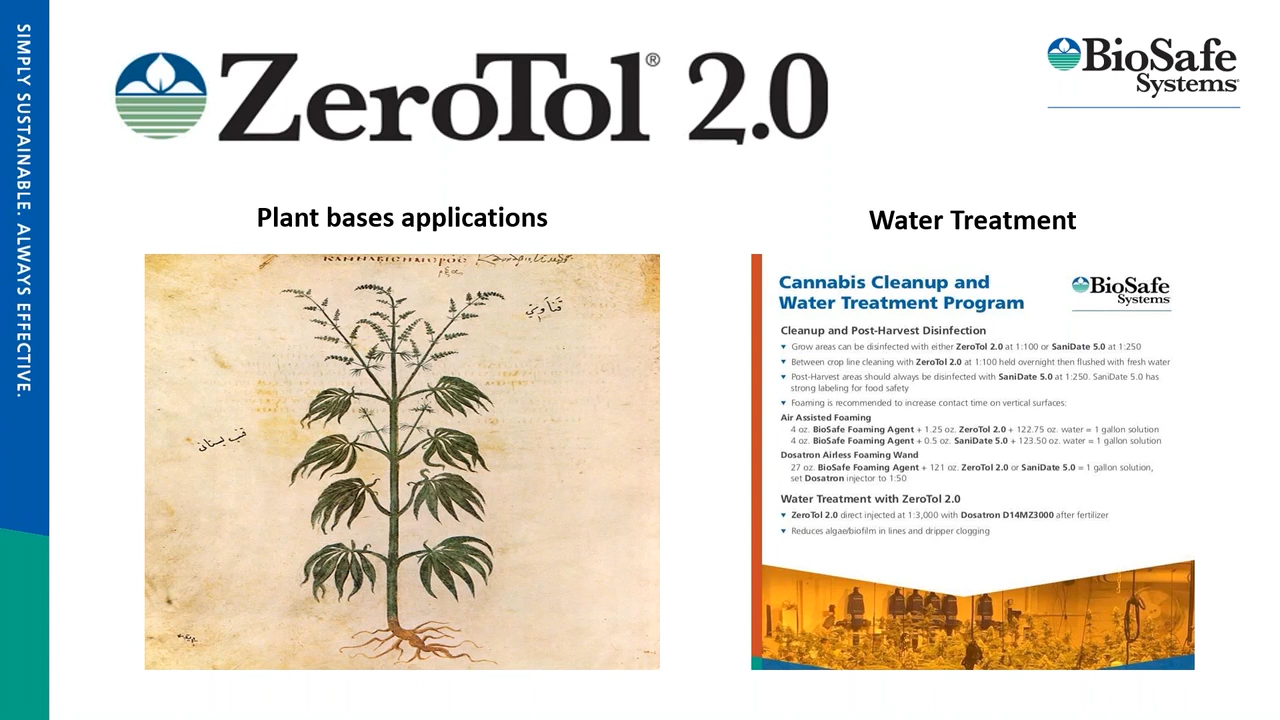 SIMPLY SUSTAINABLE. ALWAYS EFFECTIVE.
ZeroTol® 2.0
BioSafe
Systems®
Plant bases applications
Water Treatment
قنب بستانى
Cannabis Cleanup and
Water Treatment Program
BioSafe
Systems
Cleanup and Post-Harvest Disinfection
Grow areas can be disinfected with either ZeroTol 2.0 at 1:100 or SaniDate 5.0 at 1:250
Between crop line cleaning with ZeroTol 2.0 at 1:100 held overnight then flushed with fresh water
Post-Harvest areas should always be disinfected with SaniDate 5.0 at 1:250. SaniDate 5.0 has
strong labeling for food safety
Foaming is recommended to increase contact time on vertical surfaces:
Air Assisted Foaming
4 oz. BioSafe Foaming Agent + 1.25 oz. ZeroTol 2.0 + 122.75 oz. water = 1 gallon solution
4 oz. BioSafe Foaming Agent + 0.5 oz. SaniDate 5.0 + 123.50 oz. water = 1 gallon solution
Dosatron Airless Foaming Wand
27 oz. BioSafe Foaming Agent + 121 oz. ZeroTol 2.0 or SaniDate 5.0 = 1 gallon solution,
set Dosatron injector to 1:50
Water Treatment with ZeroTol 2.0
ZeroTol 2.0 direct injected at 1:3,000 with Dosatron D14MZ3000 after fertilizer
Reduces algae/biofilm in lines and dripper clogging